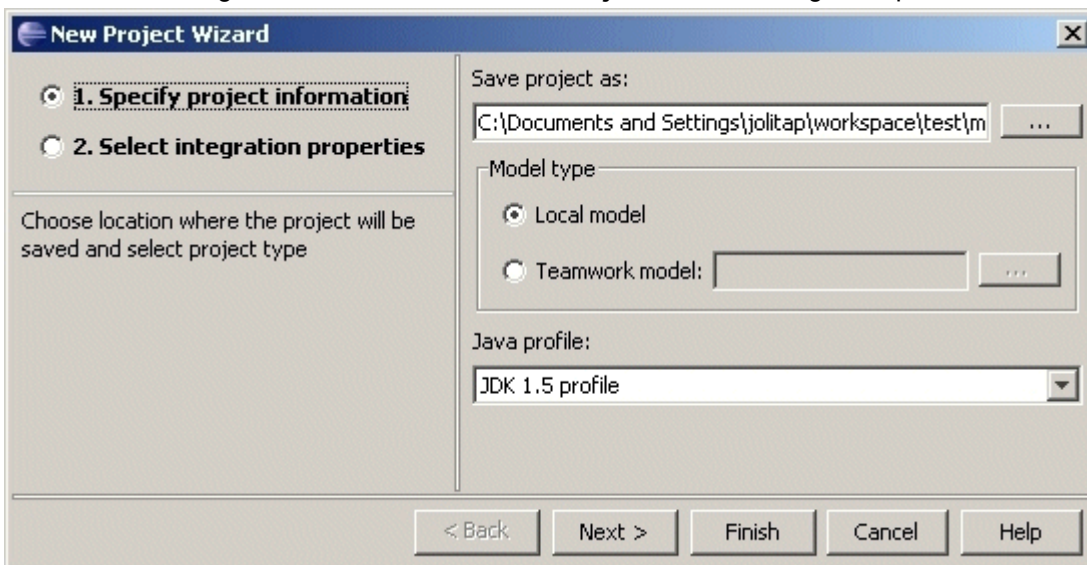 New Project Wizard
1. Specify project information
2. Select integration properties
Choose location where the project will be
saved and select project type
Save project as:
C:\Documents and Settings\jolitap\workspace\test\m
...
Model type
Local model
Teamwork model:
...
Java profile:
JDK 1.5 profile
< Back
Next >
Finish
Cancel
Help